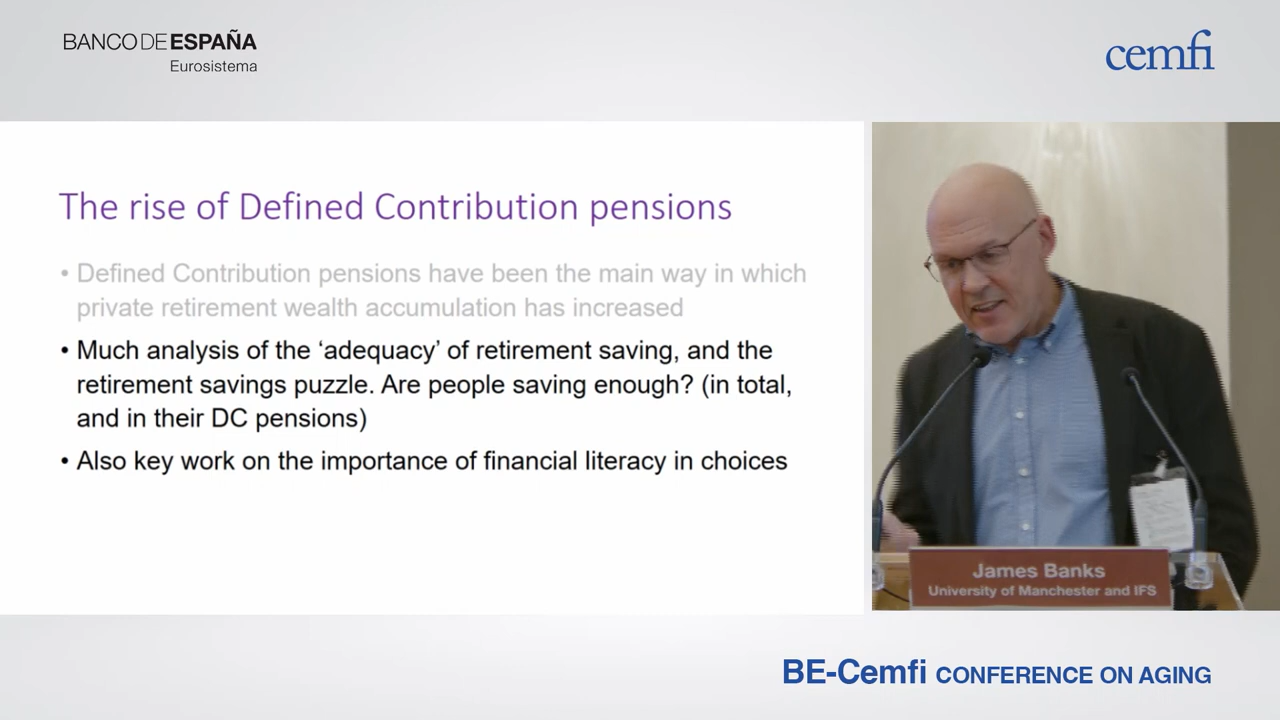 BANCO DE ESPAÑA
Eurosistema
cemfi
The rise of Defined Contribution pensions
• Defined Contribution pensions have been the main way in which
private retirement wealth accumulation has increased
• Much analysis of the ‘adequacy’ of retirement saving, and the
retirement savings puzzle. Are people saving enough? (in total,
and in their DC pensions)
• Also key work on the importance of financial literacy in choices
James Banks
University of Manchester and IFS
BE-Cemfi CONFERENCE ON AGING